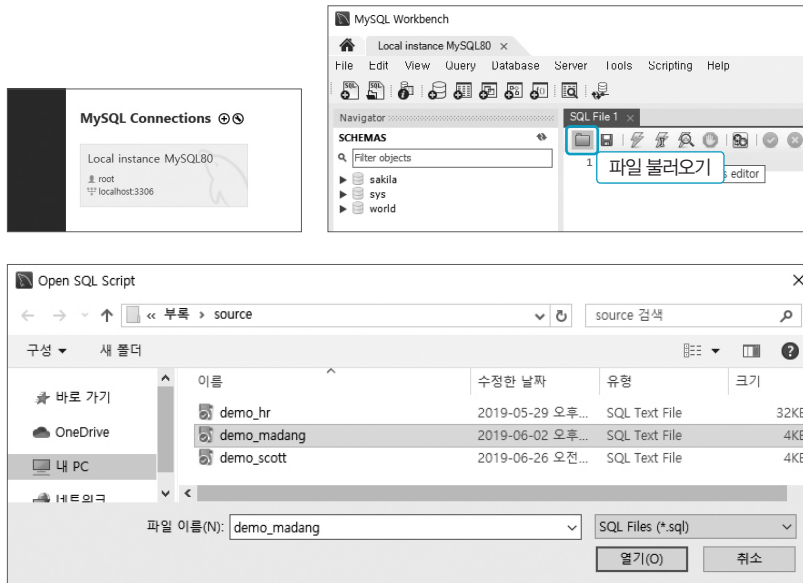 MySQL Connections
Local instance MySQL80
root
localhost:3306
MySQL Workbench
Local instance MySQL80 ×
File Edit View Query Database Server Tools Scripting Help
Navigator
SCHEMAS
Filter objects
sakila
sys
world
SQL File 1 ×
1
파일 불러오기
editor
Open SQL Script
« 부록 › source
source 검색
구성 새 폴더
이름 수정한 날짜 유형 크기
바로 가기
OneDrive
내 PC
네트워크
demo_hr 2019-05-29 오후... SQL Text File 32KB
demo_madang 2019-06-02 오후... SQL Text File 4KB
demo_scott 2019-06-26 오전... SQL Text File 4KB
파일 이름(N): demo_madang SQL Files (*.sql)
열기(O) 취소